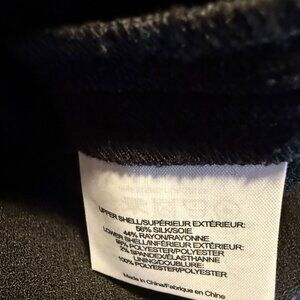 UPPER SHELL/SUPÉRIEUR EXTÉRIEUR:
56% SILK/SOIE
44% RAYON/RAYONNE
LOWER SHELL/INFÉRIEUR EXTÉRIEUR:
POLYESTER/POLYESTER
SPANDEX/ÉLASTHANNE
LINING/DOUBLURE:
100% POLYESTER/POLYESTER
Made in China/Fabriqué en Chine